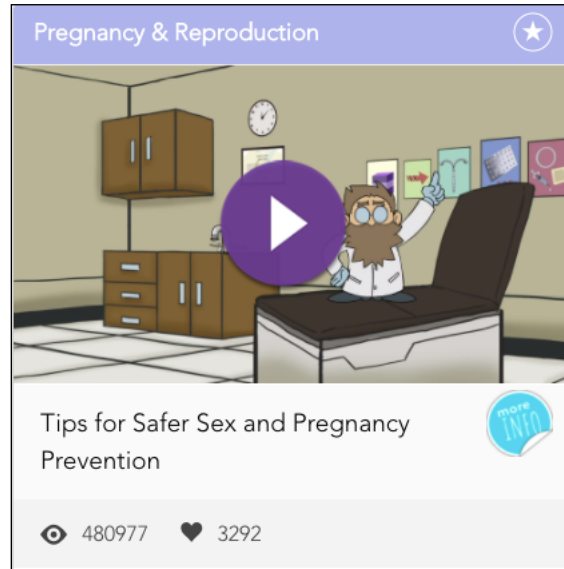 Pregnancy & Reproduction
Tips for Safer Sex and Pregnancy
Prevention
more
INFO
480977
3292